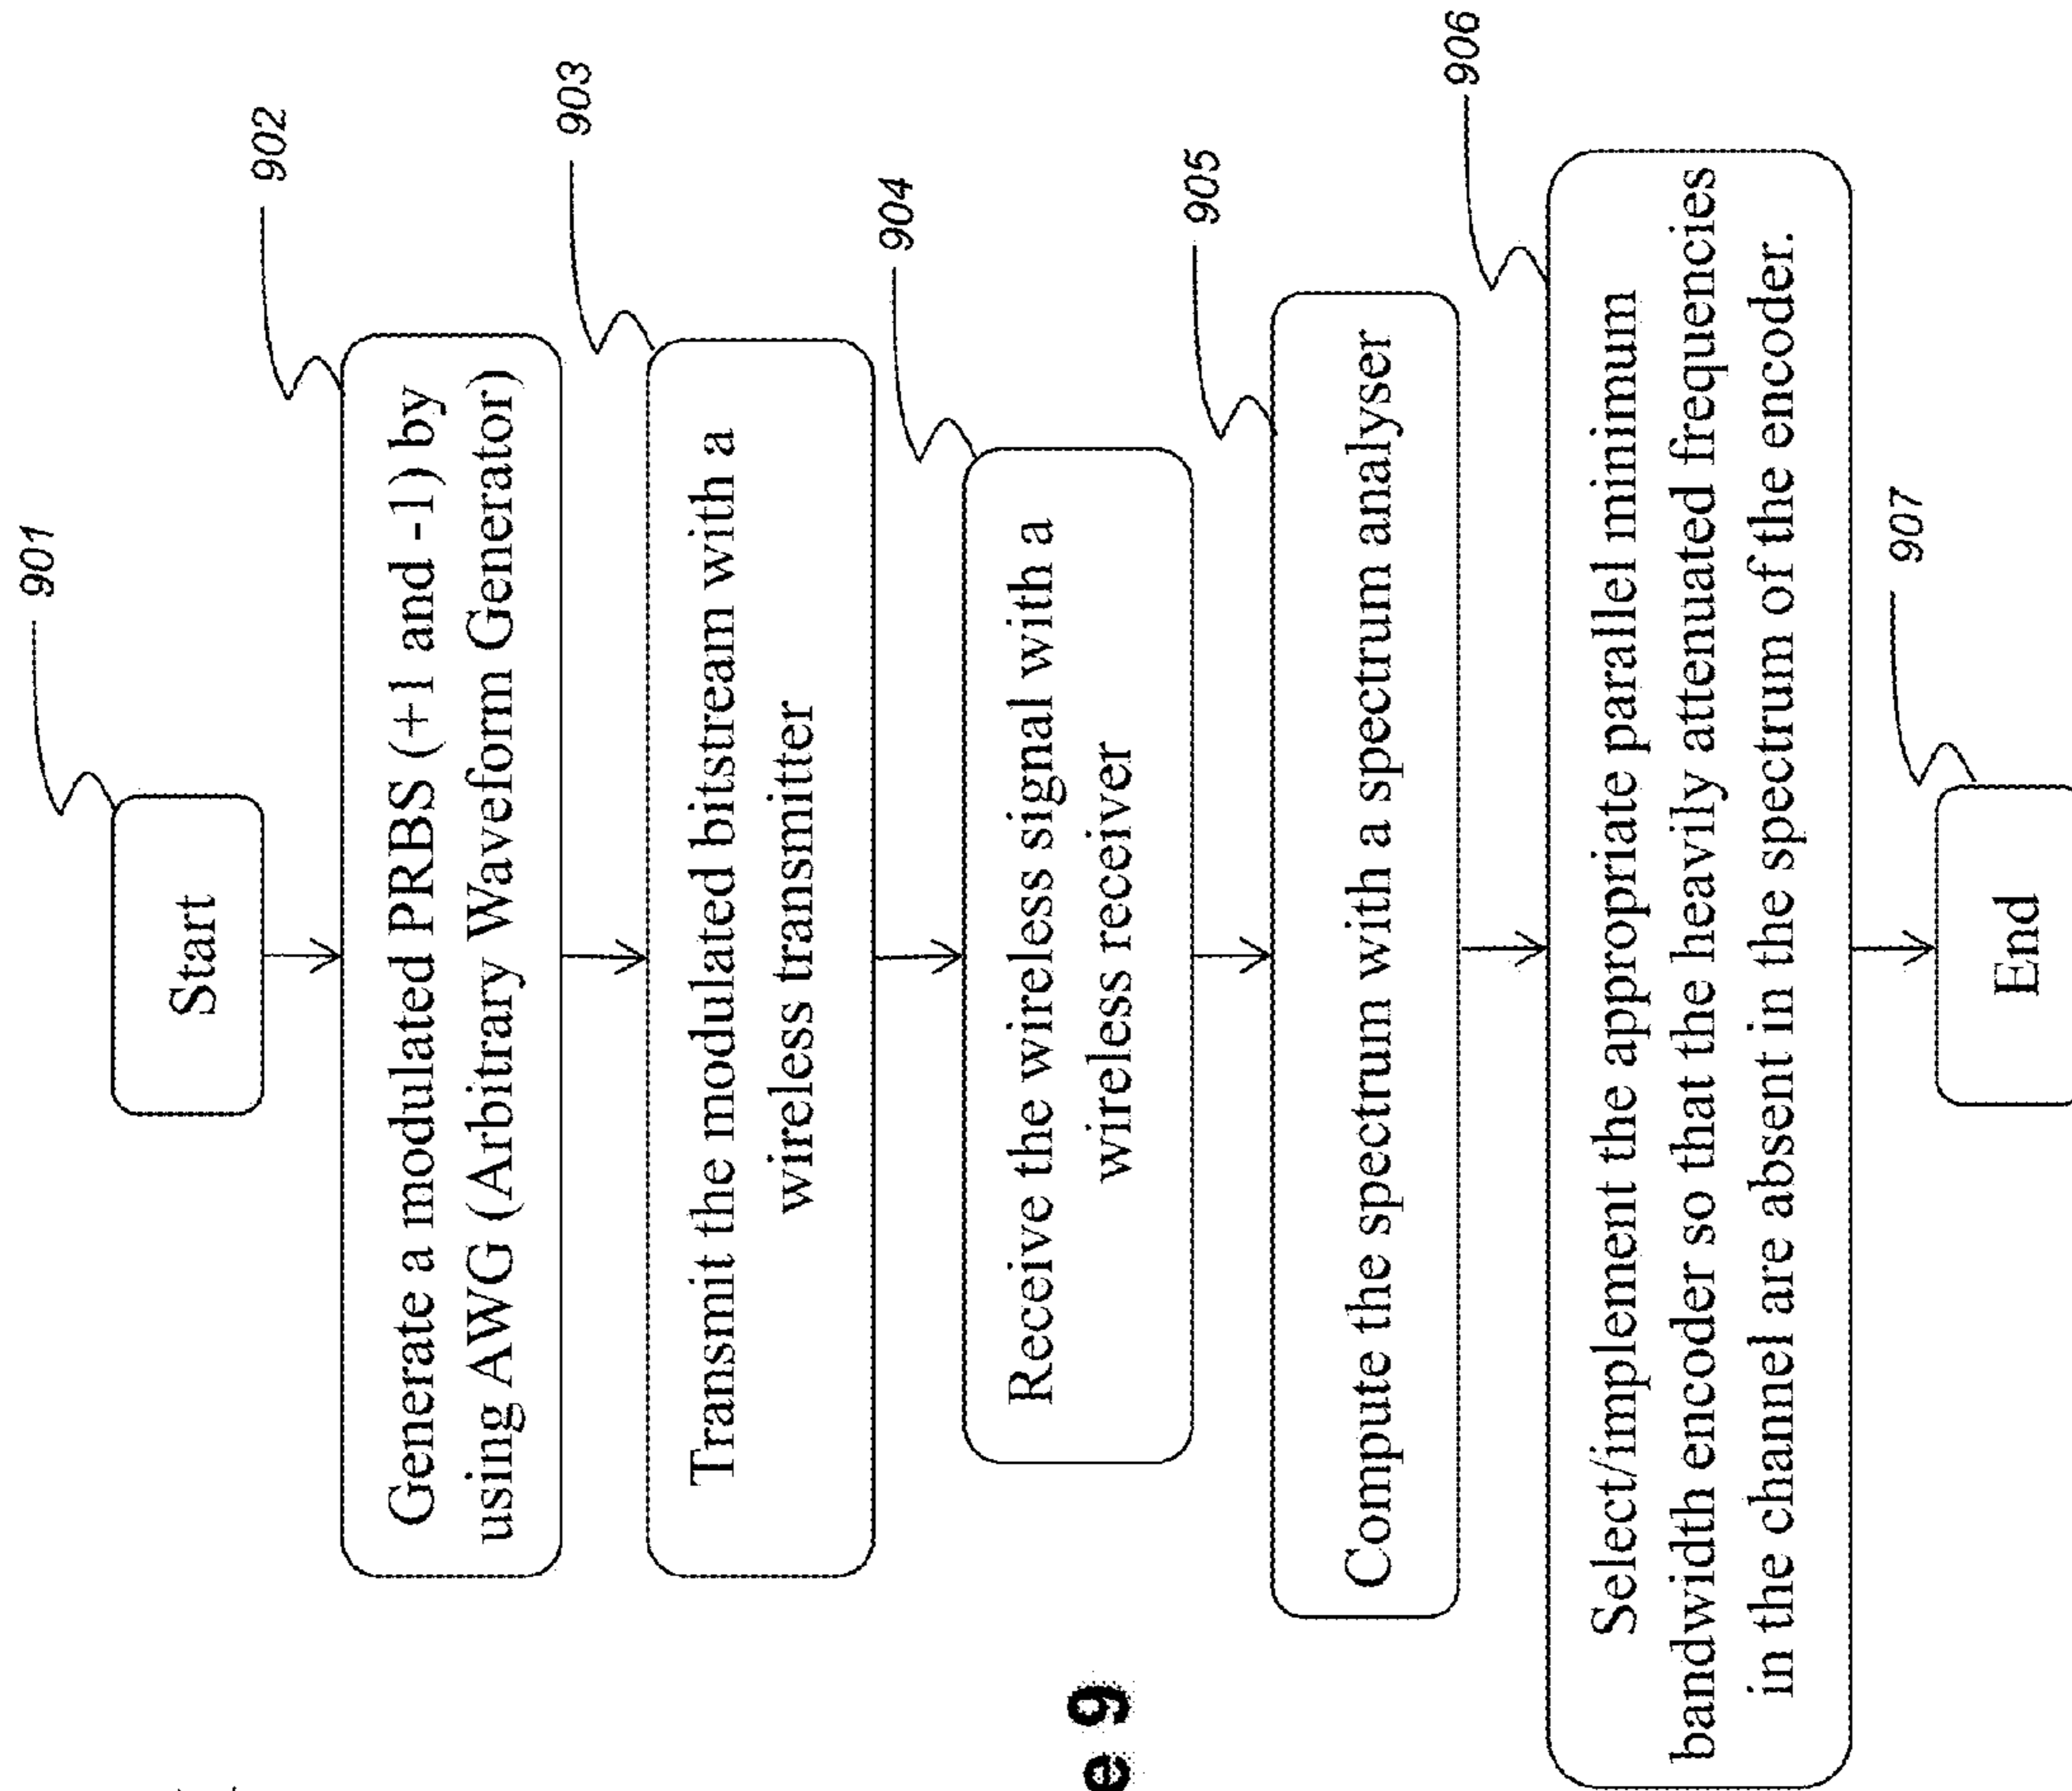 901
Start
902
Generate a modulated PRBS (+1 and -1) by
using AWG (Arbitrary Waveform Generator)
903
Transmit the modulated bitstream with a
wireless transmitter
904
Receive the wireless signal with a
wireless receiver
905
Compute the spectrum with a spectrum analyser
906
Select/implement the appropriate parallel minimum
bandwidth encoder so that the heavily attenuated frequencies
in the channel are absent in the spectrum of the encoder.
907
End
e 9